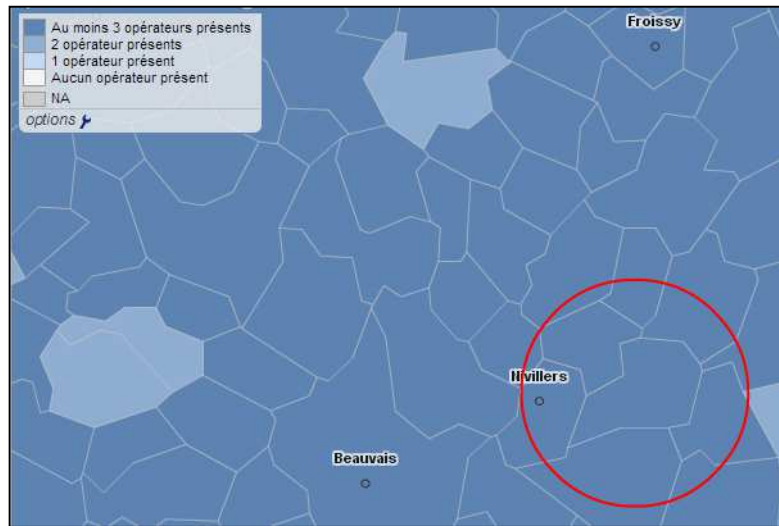 Au moins 3 opérateurs présents
2 opérateur présents
1 opérateur présent
Aucun opérateur présent
NA
options
Froissy
Nivillers
Beauvais